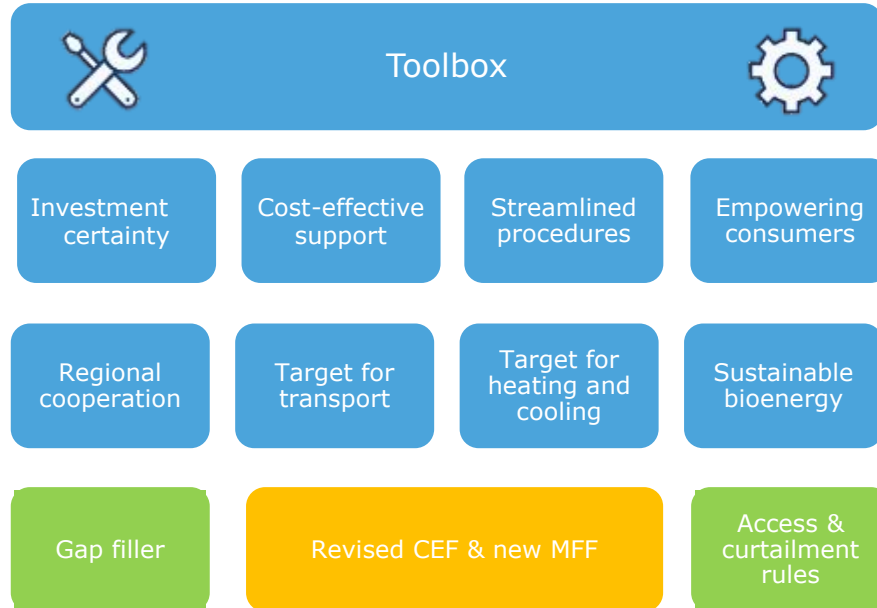 Toolbox
Investment
certainty
Cost-effective
support
Streamlined
procedures
Empowering
consumers
Regional
cooperation
Target for
transport
Target for
heating and
cooling
Sustainable
bioenergy
Gap filler
Revised CEF & new MFF
Access &
curtailment
rules